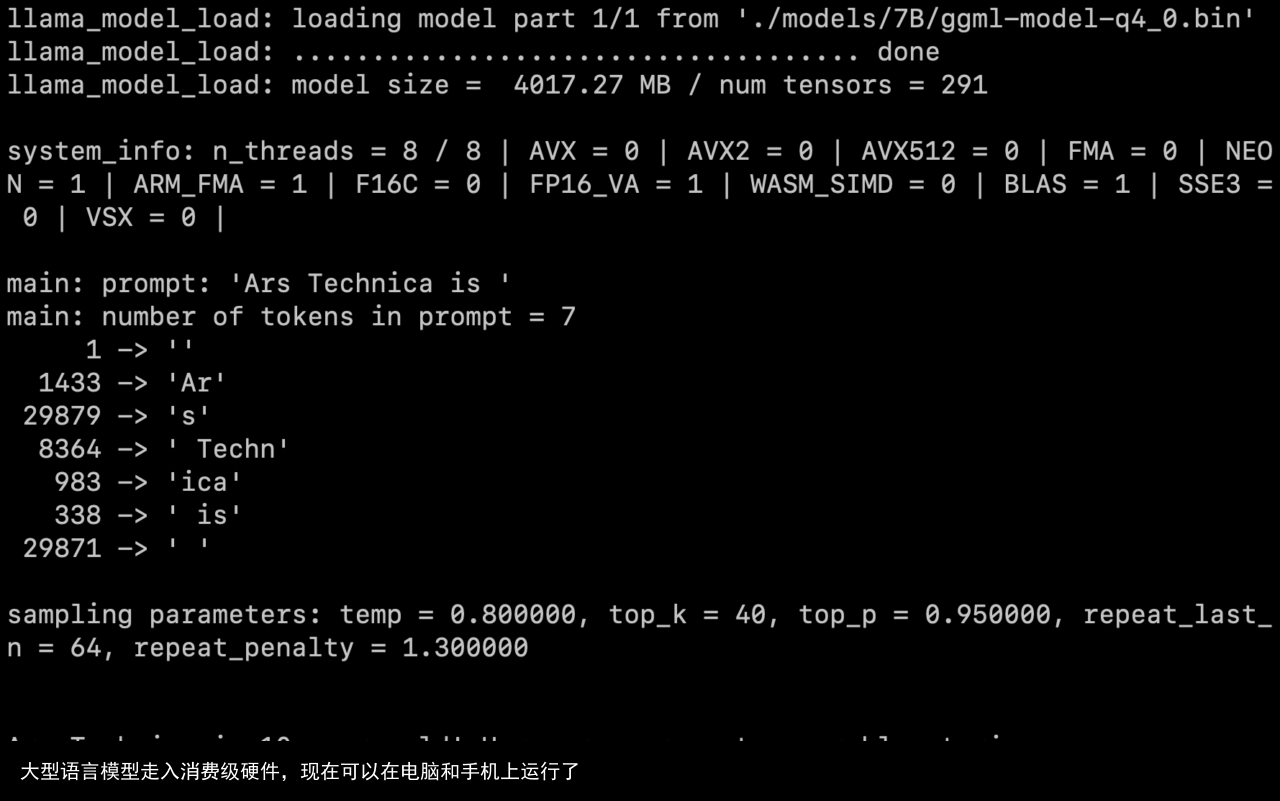 llama_model_load: loading model part 1/1 from './models/7B/ggml-model-q4_0.bin'
llama_model_load: .................................... done
llama_model_load: model size =  4017.27 MB / num tensors = 291
system_info: n_threads = 8 / 8 | AVX = 0 | AVX2 = 0 | AVX512 = 0 | FMA = 0 | NEO
N = 1 | ARM_FMA = 1 | F16C = 0 | FP16_VA = 1 | WASM_SIMD = 0 | BLAS = 1 | SSE3 =
 0 | VSX = 0 |
main: prompt: 'Ars Technica is '
main: number of tokens in prompt = 7
     1 -> ''
  1433 -> 'Ar'
 29879 -> 's'
  8364 -> ' Techn'
   983 -> 'ica'
   338 -> ' is'
 29871 -> ' '
sampling parameters: temp = 0.800000, top_k = 40, top_p = 0.950000, repeat_last_
n = 64, repeat_penalty = 1.300000
大型语言模型走入消费级硬件，现在可以在电脑和手机上运行了